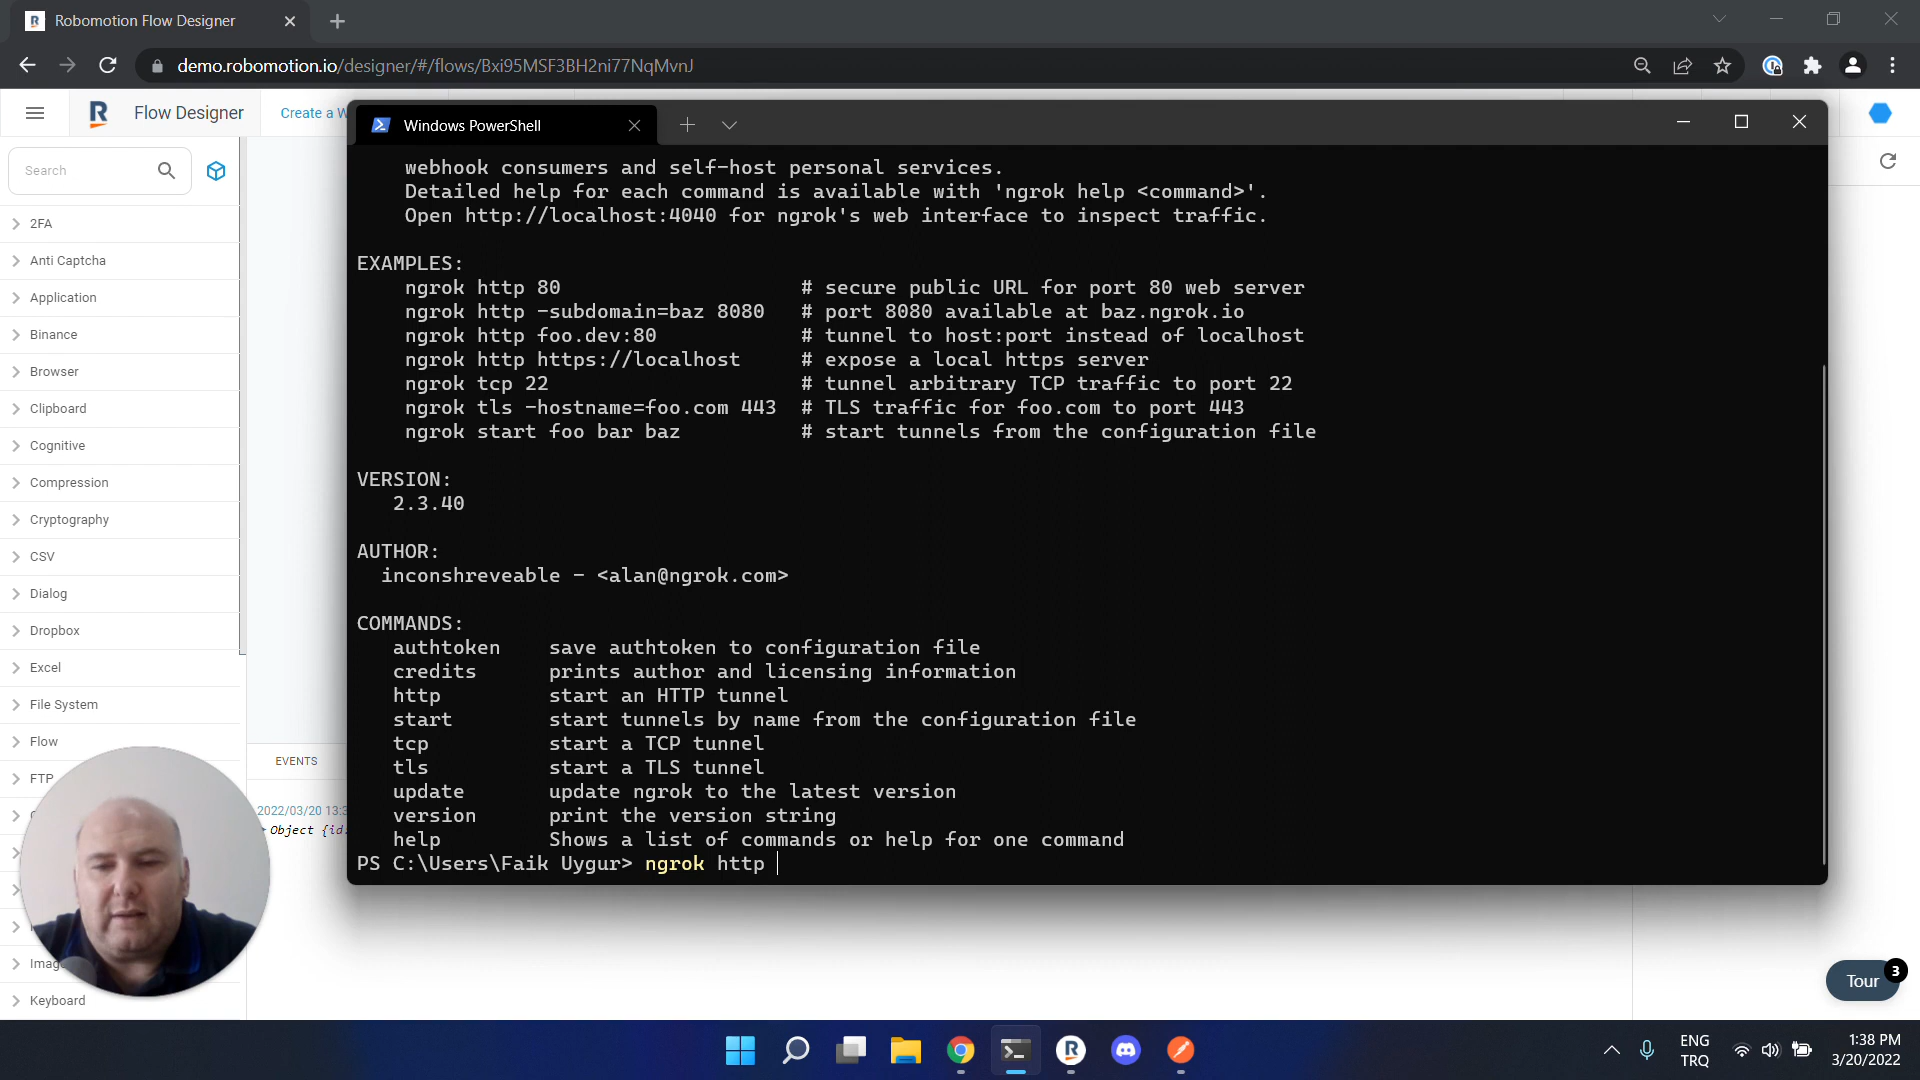 Robomotion Flow Designer
demo.robomotion.io/designer/#/flows/Bxi95MSF3BH2ni77NqMvnJ
Flow Designer
Create a W
Windows PowerShell
Search
2FA
Anti Captcha
Application
Binance
Browser
Clipboard
Cognitive
Compression
Cryptography
CSV
Dialog
Dropbox
Excel
File System
Flow
FTP
Keyboard
webhook consumers and self-host personal services.
Detailed help for each command is available with 'ngrok help <command>'.
Open http://localhost:4040 for ngrok's web interface to inspect traffic.
EXAMPLES:
ngrok http 80 # secure public URL for port 80 web server
ngrok http -subdomain=baz 8080 # port 8080 available at baz.ngrok.io
ngrok http foo.dev:80 # tunnel to host:port instead of localhost
ngrok http https://localhost # expose a local https server
ngrok tcp 22 # tunnel arbitrary TCP traffic to port 22
ngrok tls -hostname=foo.com 443 # TLS traffic for foo.com to port 443
ngrok start foo bar baz # start tunnels from the configuration file
VERSION:
2.3.40
AUTHOR:
inconshreveable - <alan@ngrok.com>
COMMANDS:
authtoken save authtoken to configuration file
credits prints author and licensing information
http start an HTTP tunnel
start start tunnels by name from the configuration file
tcp start a TCP tunnel
tls start a TLS tunnel
update update ngrok to the latest version
version print the version string
help Shows a list of commands or help for one command
PS C:\Users\Faik Uygur> ngrok http
EVENTS
2022/03/20 13:3
Object {id:
Tour
3
ENG
TRQ
1:38 PM
3/20/2022